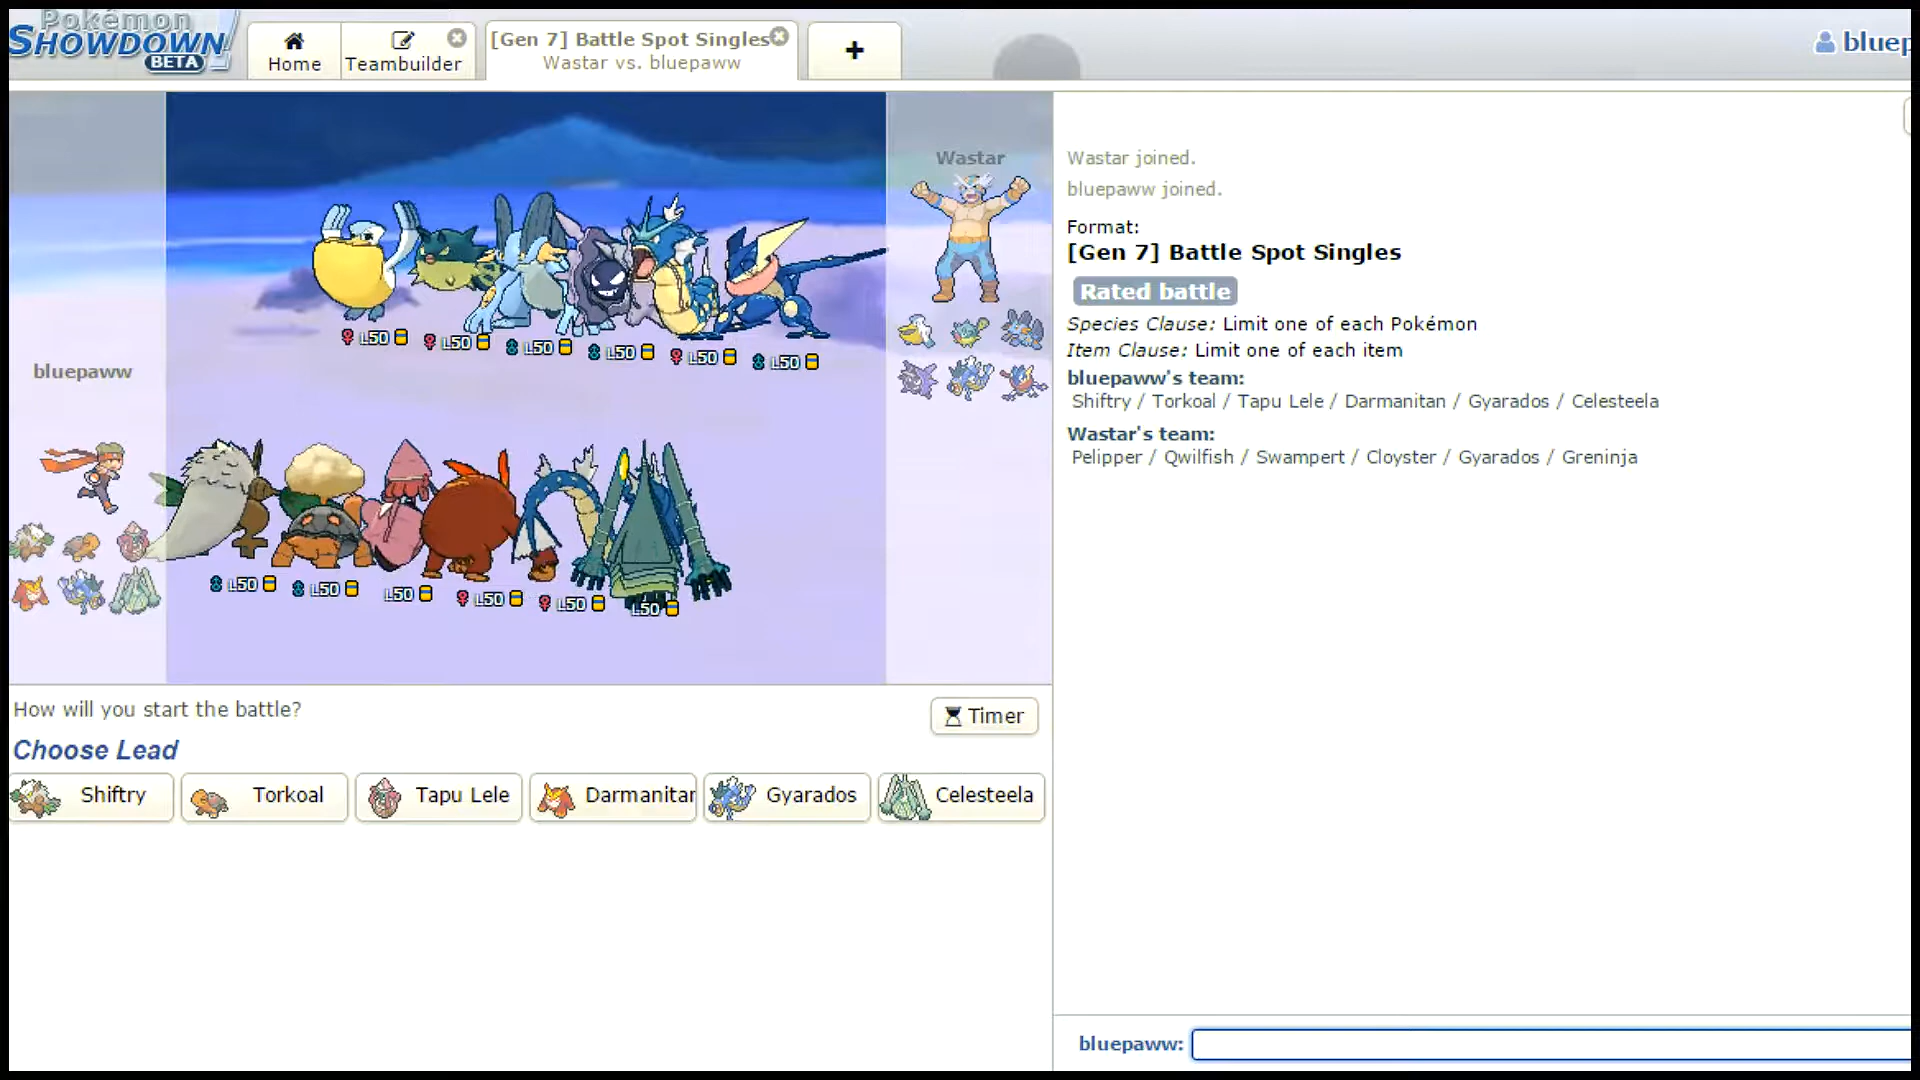 Pokémon
SHOWDOWN!
BETA
Home
Teambuilder
[Gen 7] Battle Spot Singles
Wastar vs. bluepaww
+
bluep
Wastar
bluepaww
L50 L50 L50 L50 L50 L50
L50 L50 L50 L50 L50 L50
Wastar joined.
bluepaww joined.
Format:
[Gen 7] Battle Spot Singles
Rated battle
Species Clause: Limit one of each Pokémon
Item Clause: Limit one of each item
bluepaww's team:
Shiftry / Torkoal / Tapu Lele / Darmanitan / Gyarados / Celesteela
Wastar's team:
Pelipper / Qwilfish / Swampert / Cloyster / Gyarados / Greninja
How will you start the battle?
Timer
Choose Lead
Shiftry Torkoal Tapu Lele Darmanitar Gyarados Celesteela
bluepaww: